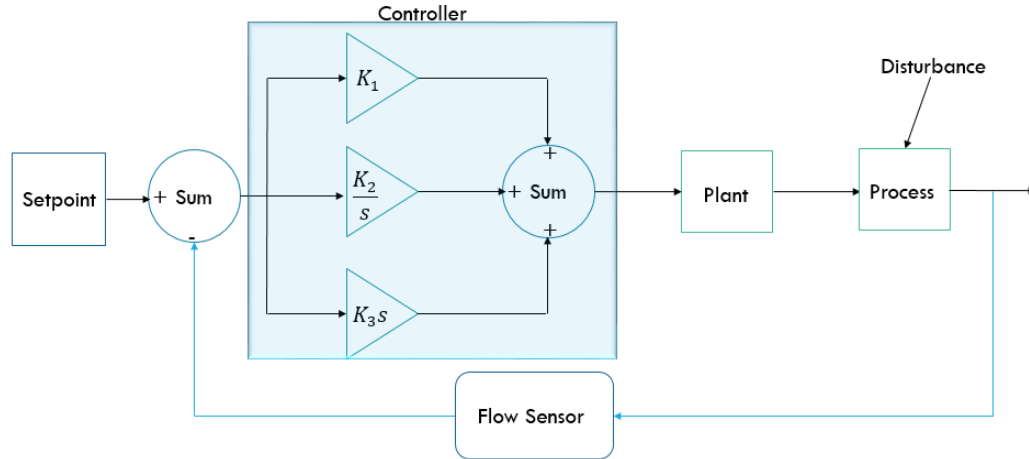 Controller
K₁
Disturbance
Setpoint
+ Sum
-
K₂
s
+
+ Sum
+
Plant
Process
K₃s
Flow Sensor